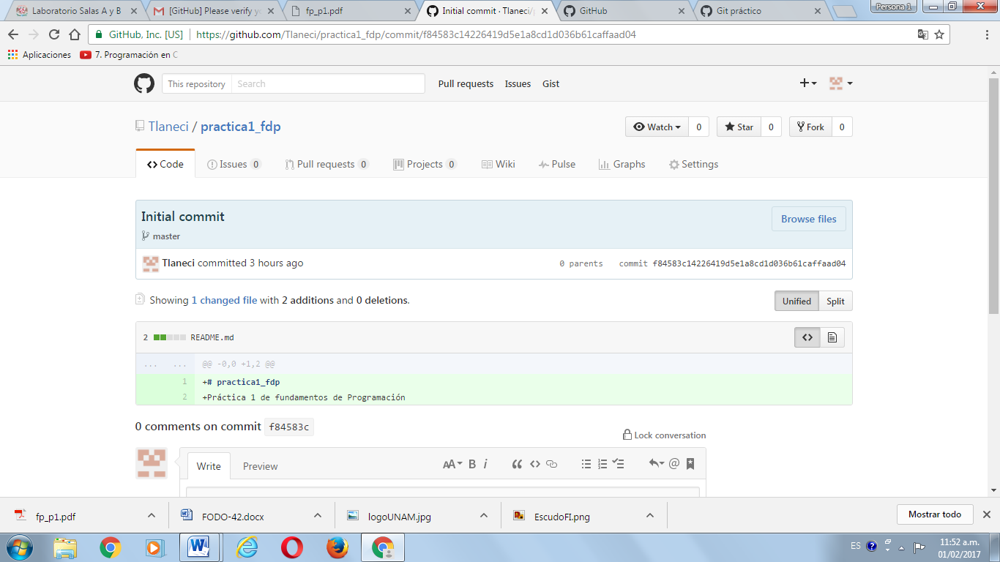 Laboratorio Salas A y B
[GitHub] Please verify yo
fp_p1.pdf
Initial commit · Tlaneci/p
GitHub
Git práctico
Persona 1
GitHub, Inc. [US] https://github.com/Tlaneci/practica1_fdp/commit/f84583c14226419d5e1a8cd1d036b61caffaad04
Aplicaciones 7. Programación en C
This repository Search Pull requests Issues Gist
Tlaneci / practica1_fdp Watch 0 Star 0 Fork 0
Code Issues 0 Pull requests 0 Projects 0 Wiki Pulse Graphs Settings
Initial commit
Browse files
master
Tlaneci committed 3 hours ago 0 parents commit f84583c14226419d5e1a8cd1d036b61caffaad04
Showing 1 changed file with 2 additions and 0 deletions. Unified Split
2 README.md
... ... @@ -0,0 +1,2 @@
1 +# practica1_fdp
2 +Práctica 1 de fundamentos de Programación
0 comments on commit f84583c
Lock conversation
Write Preview AA B i
fp_p1.pdf FODO-42.docx logoUNAM.jpg EscudoFI.png Mostrar todo
ES 11:52 a.m.
01/02/2017